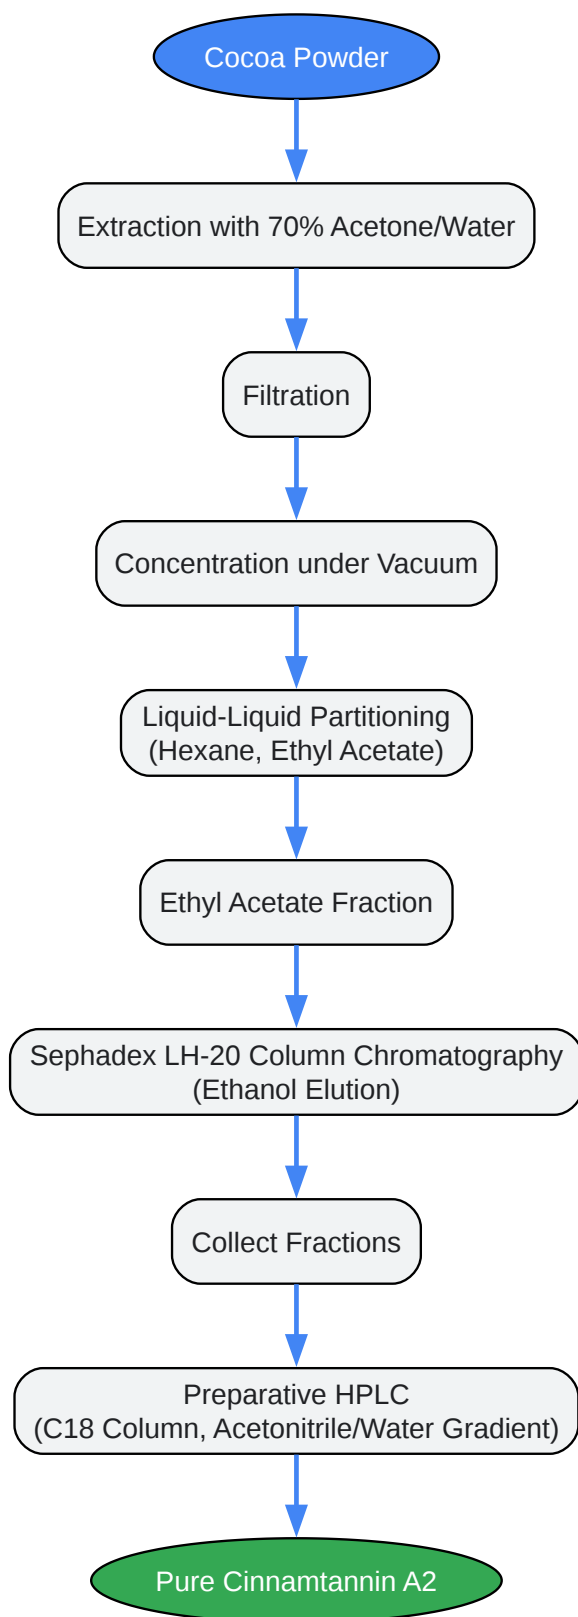 Cocoa Powder
Extraction with 70% Acetone/Water
Filtration
Concentration under Vacuum
Liquid-Liquid Partitioning
(Hexane, Ethyl Acetate)
Ethyl Acetate Fraction
Sephadex LH-20 Column Chromatography
(Ethanol Elution)
Collect Fractions
Preparative HPLC
(C18 Column, Acetonitrile/Water Gradient)
Pure Cinnamtannin A2